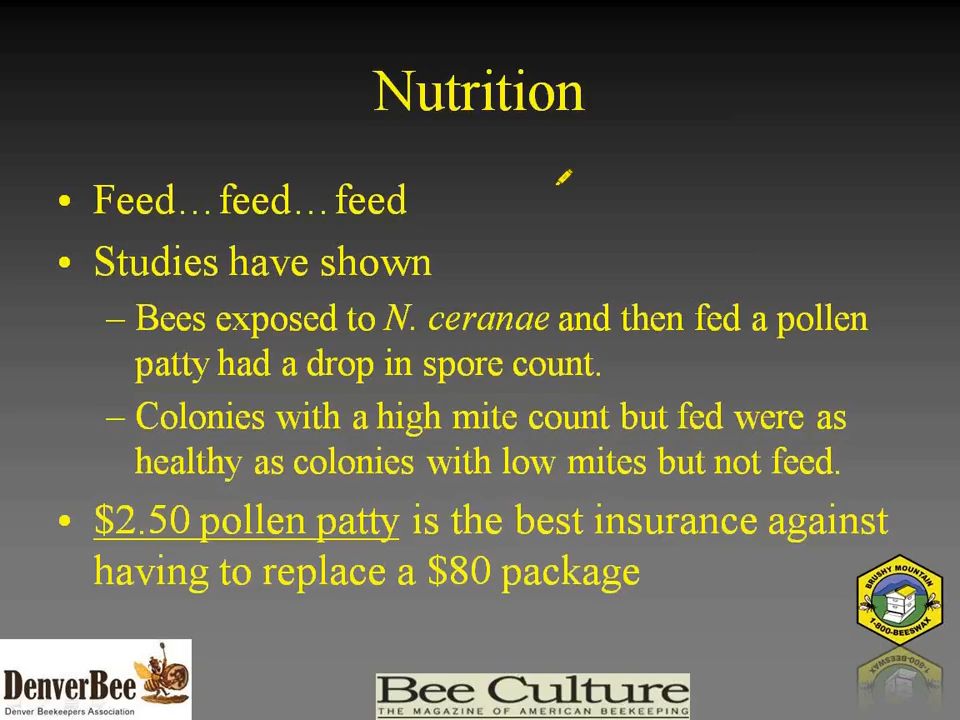 Nutrition
• Feed…feed…feed
• Studies have shown
– Bees exposed to N. ceranae and then fed a pollen
patty had a drop in spore count.
– Colonies with a high mite count but fed were as
healthy as colonies with low mites but not feed.
• $2.50 pollen patty is the best insurance against
having to replace a $80 package
BRUSHY MOUNTAIN
1-800-BEESWAX
DenverBee
Denver Beekeepers Association
Bee Culture
THE MAGAZINE OF AMERICAN BEEKEEPING